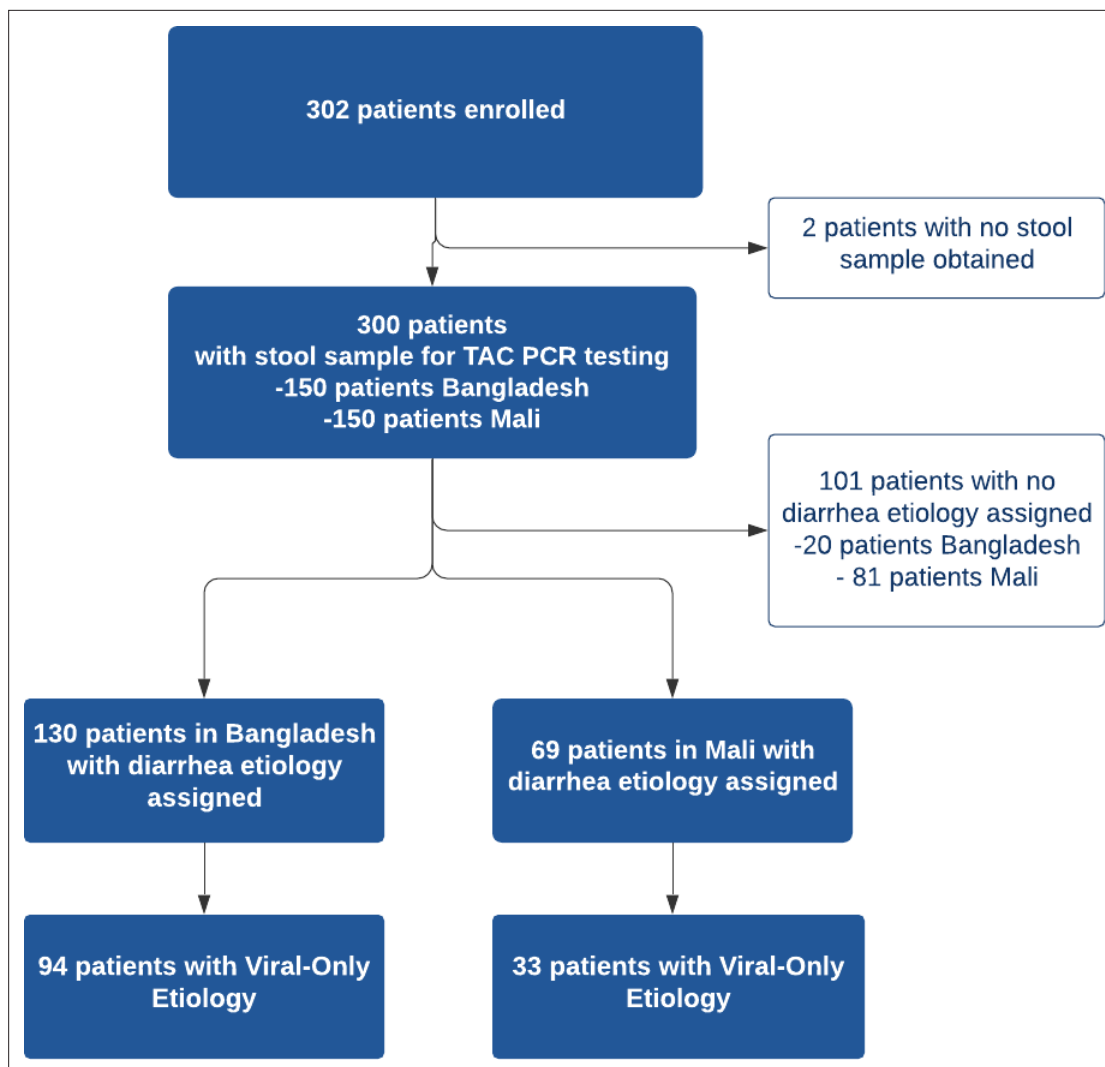 302 patients enrolled
2 patients with no stool
sample obtained
300 patients
with stool sample for TAC PCR testing
-150 patients Bangladesh
-150 patients Mali
101 patients with no
diarrhea etiology assigned
-20 patients Bangladesh
- 81 patients Mali
130 patients in Bangladesh
with diarrhea etiology
assigned
69 patients in Mali with
diarrhea etiology assigned
94 patients with Viral-Only
Etiology
33 patients with Viral-Only
Etiology